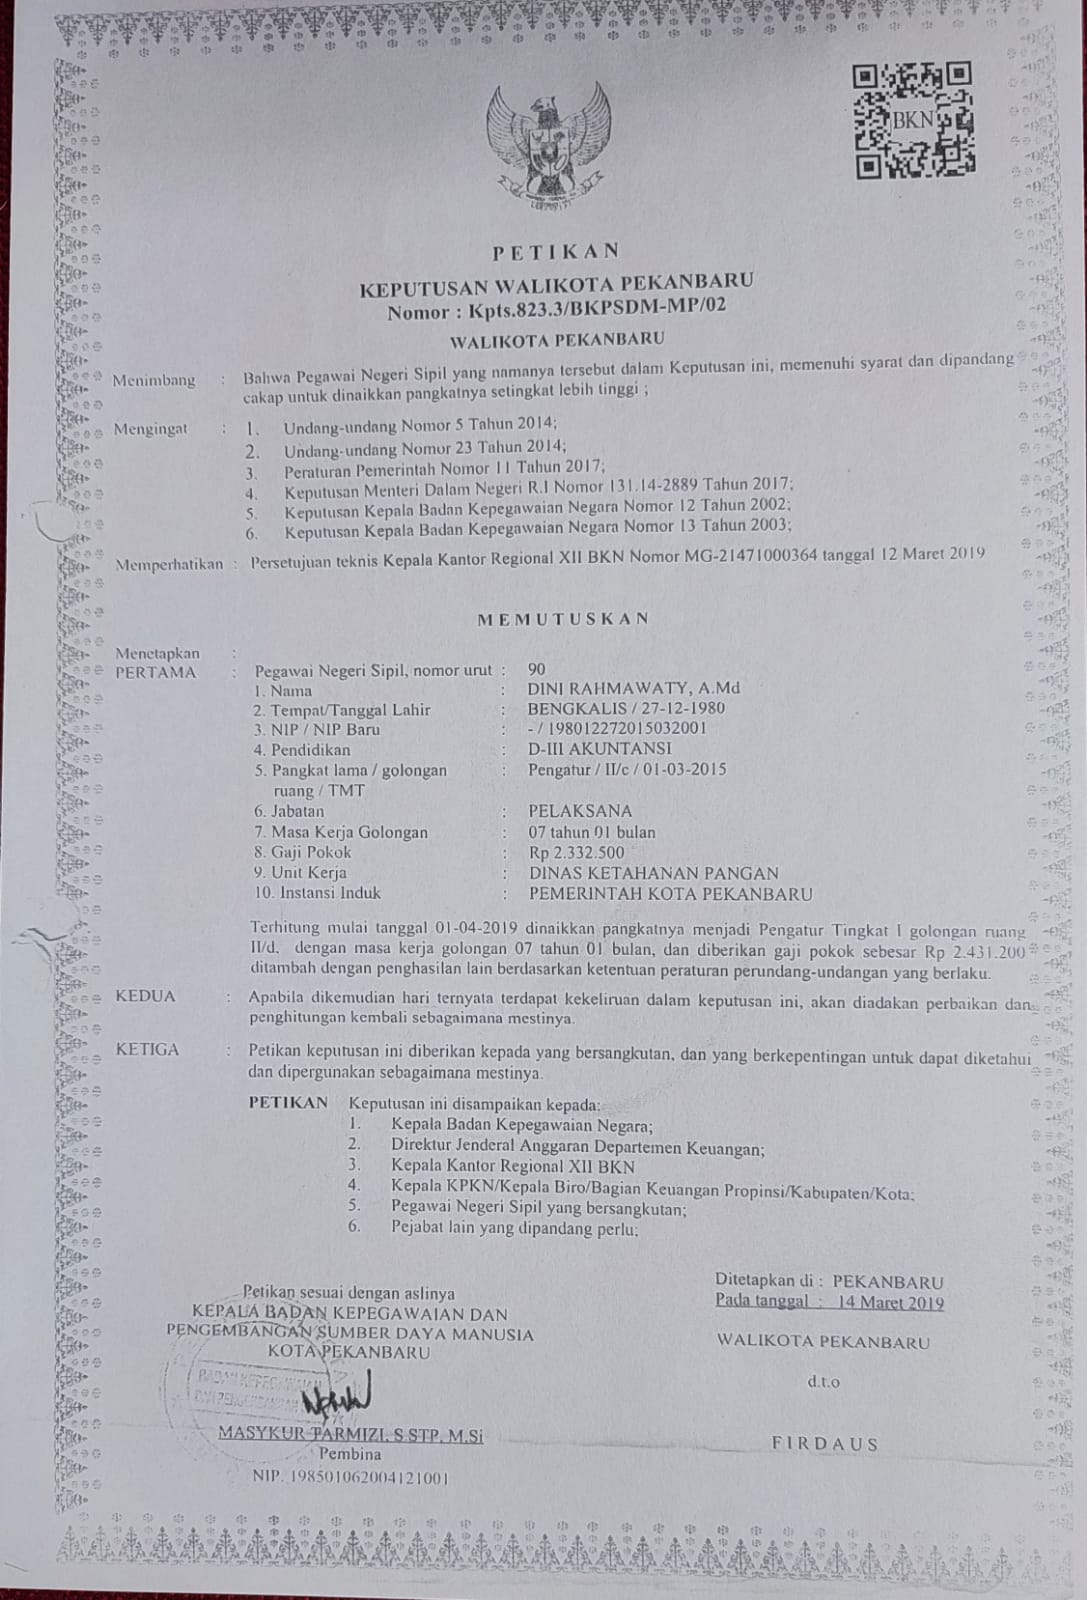 BKN
PETIKAN
KEPUTUSAN WALIKOTA PEKANBARU
Nomor : Kpts.823.3/BKPSDM-MP/02
WALIKOTA PEKANBARU
Menimbang : Bahwa Pegawai Negeri Sipil yang namanya tersebut dalam Keputusan ini, memenuhi syarat dan dipandang
cakap untuk dinaikkan pangkatnya setingkat lebih tinggi ;
Mengingat : 1. Undang-undang Nomor 5 Tahun 2014;
2. Undang-undang Nomor 23 Tahun 2014;
3. Peraturan Pemerintah Nomor 11 Tahun 2017;
4. Keputusan Menteri Dalam Negeri R.I Nomor 131.14-2889 Tahun 2017;
5. Keputusan Kepala Badan Kepegawaian Negara Nomor 12 Tahun 2002;
6. Keputusan Kepala Badan Kepegawaian Negara Nomor 13 Tahun 2003;
Memperhatikan : Persetujuan teknis Kepala Kantor Regional XII BKN Nomor MG-21471000364 tanggal 12 Maret 2019
MEMUTUSKAN
Menetapkan :
PERTAMA : Pegawai Negeri Sipil, nomor urut : 90
1. Nama : DINI RAHMAWATY, A.Md
2. Tempat/Tanggal Lahir : BENGKALIS / 27-12-1980
3. NIP / NIP Baru : - / 198012272015032001
4. Pendidikan : D-III AKUNTANSI
5. Pangkat lama / golongan : Pengatur / II/c / 01-03-2015
ruang / TMT
6. Jabatan : PELAKSANA
7. Masa Kerja Golongan : 07 tahun 01 bulan
8. Gaji Pokok : Rp 2.332.500
9. Unit Kerja : DINAS KETAHANAN PANGAN
10. Instansi Induk : PEMERINTAH KOTA PEKANBARU
Terhitung mulai tanggal 01-04-2019 dinaikkan pangkatnya menjadi Pengatur Tingkat I golongan ruang
II/d, dengan masa kerja golongan 07 tahun 01 bulan, dan diberikan gaji pokok sebesar Rp 2.431.200
ditambah dengan penghasilan lain berdasarkan ketentuan peraturan perundang-undangan yang berlaku.
KEDUA : Apabila dikemudian hari ternyata terdapat kekeliruan dalam keputusan ini, akan diadakan perbaikan dan
penghitungan kembali sebagaimana mestinya.
KETIGA : Petikan keputusan ini diberikan kepada yang bersangkutan, dan yang berkepentingan untuk dapat diketahui
dan dipergunakan sebagaimana mestinya.
PETIKAN Keputusan ini disampaikan kepada:
1. Kepala Badan Kepegawaian Negara;
2. Direktur Jenderal Anggaran Departemen Keuangan;
3. Kepala Kantor Regional XII BKN
4. Kepala KPKN/Kepala Biro/Bagian Keuangan Propinsi/Kabupaten/Kota;
5. Pegawai Negeri Sipil yang bersangkutan;
6. Pejabat lain yang dipandang perlu;
Petikan sesuai dengan aslinya
KEPALA BADAN KEPEGAWAIAN DAN
PENGEMBANGAN SUMBER DAYA MANUSIA
KOTA PEKANBARU
BADAN KEPEGAWAIAN
MASYKUR TARMIZI, S.STP, M.Si
Pembina
NIP. 198501062004121001
Ditetapkan di : PEKANBARU
Pada tanggal : 14 Maret 2019
WALIKOTA PEKANBARU
d.t.o
FIRDAUS